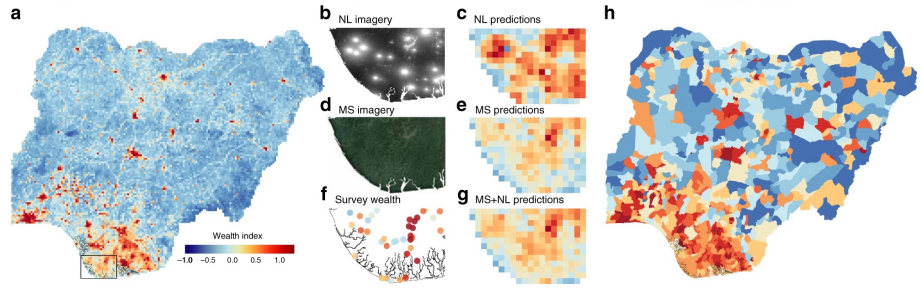 a
b
NL imagery
c
NL predictions
h
d
MS imagery
e
MS predictions
f
Survey wealth
g
MS+NL predictions
Wealth index
−1.0 −0.5 0.0 0.5 1.0